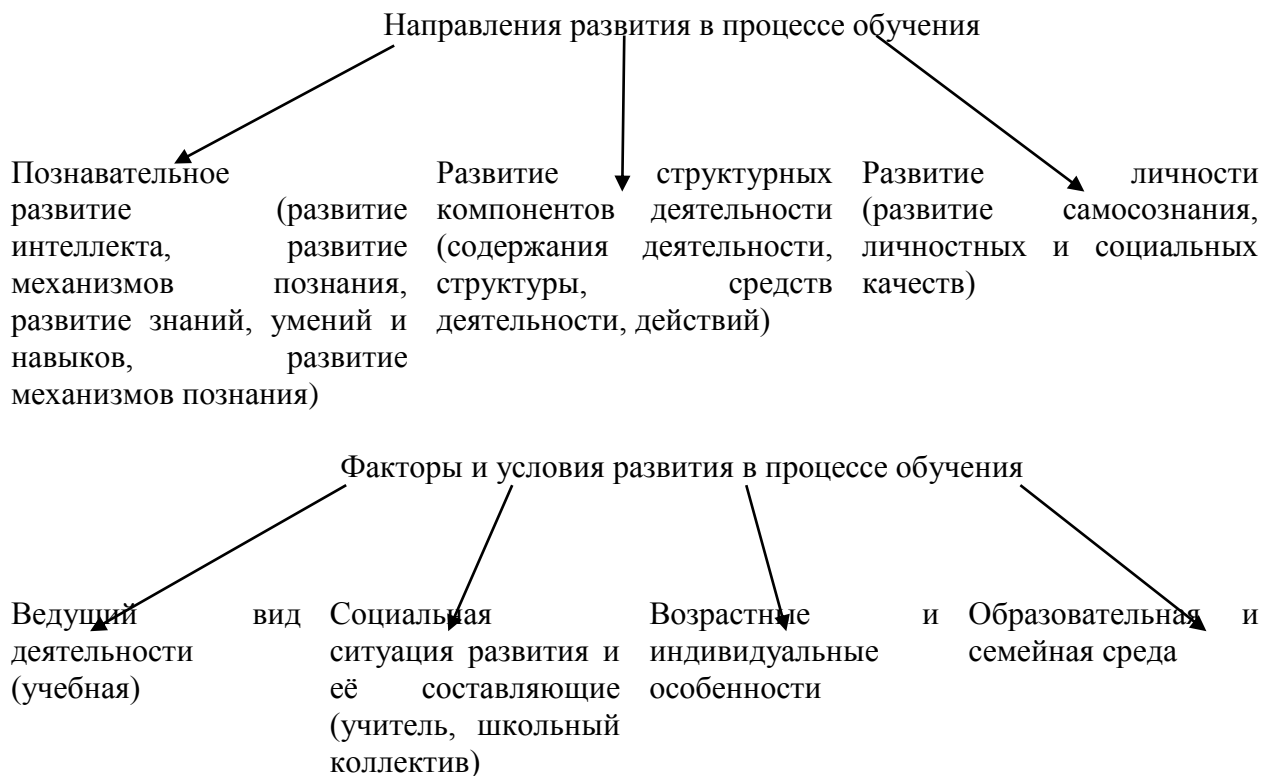 Направления развития в процессе обучения
Познавательное
развитие (развитие
интеллекта, развитие
механизмов познания,
развитие знаний, умений и
навыков, развитие
механизмов познания)
Развитие структурных
компонентов деятельности
(содержания деятельности,
структуры, средств
деятельности, действий)
Развитие личности
(развитие самосознания,
личностных и социальных
качеств)
Факторы и условия развития в процессе обучения
Ведущий вид
деятельности
(учебная)
Социальная
ситуация развития и
её составляющие
(учитель, школьный
коллектив)
Возрастные и
индивидуальные
особенности
Образовательная и
семейная среда